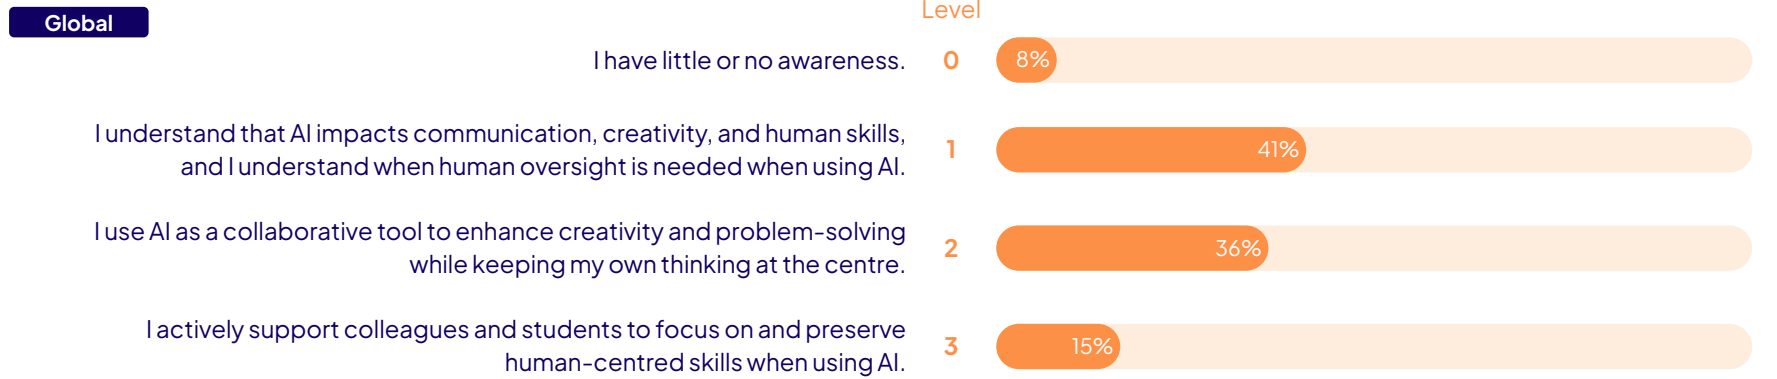 Global
Level
I have little or no awareness.
0
8%
I understand that AI impacts communication, creativity, and human skills,
and I understand when human oversight is needed when using AI.
1
41%
I use AI as a collaborative tool to enhance creativity and problem-solving
while keeping my own thinking at the centre.
2
36%
I actively support colleagues and students to focus on and preserve
human-centred skills when using AI.
3
15%